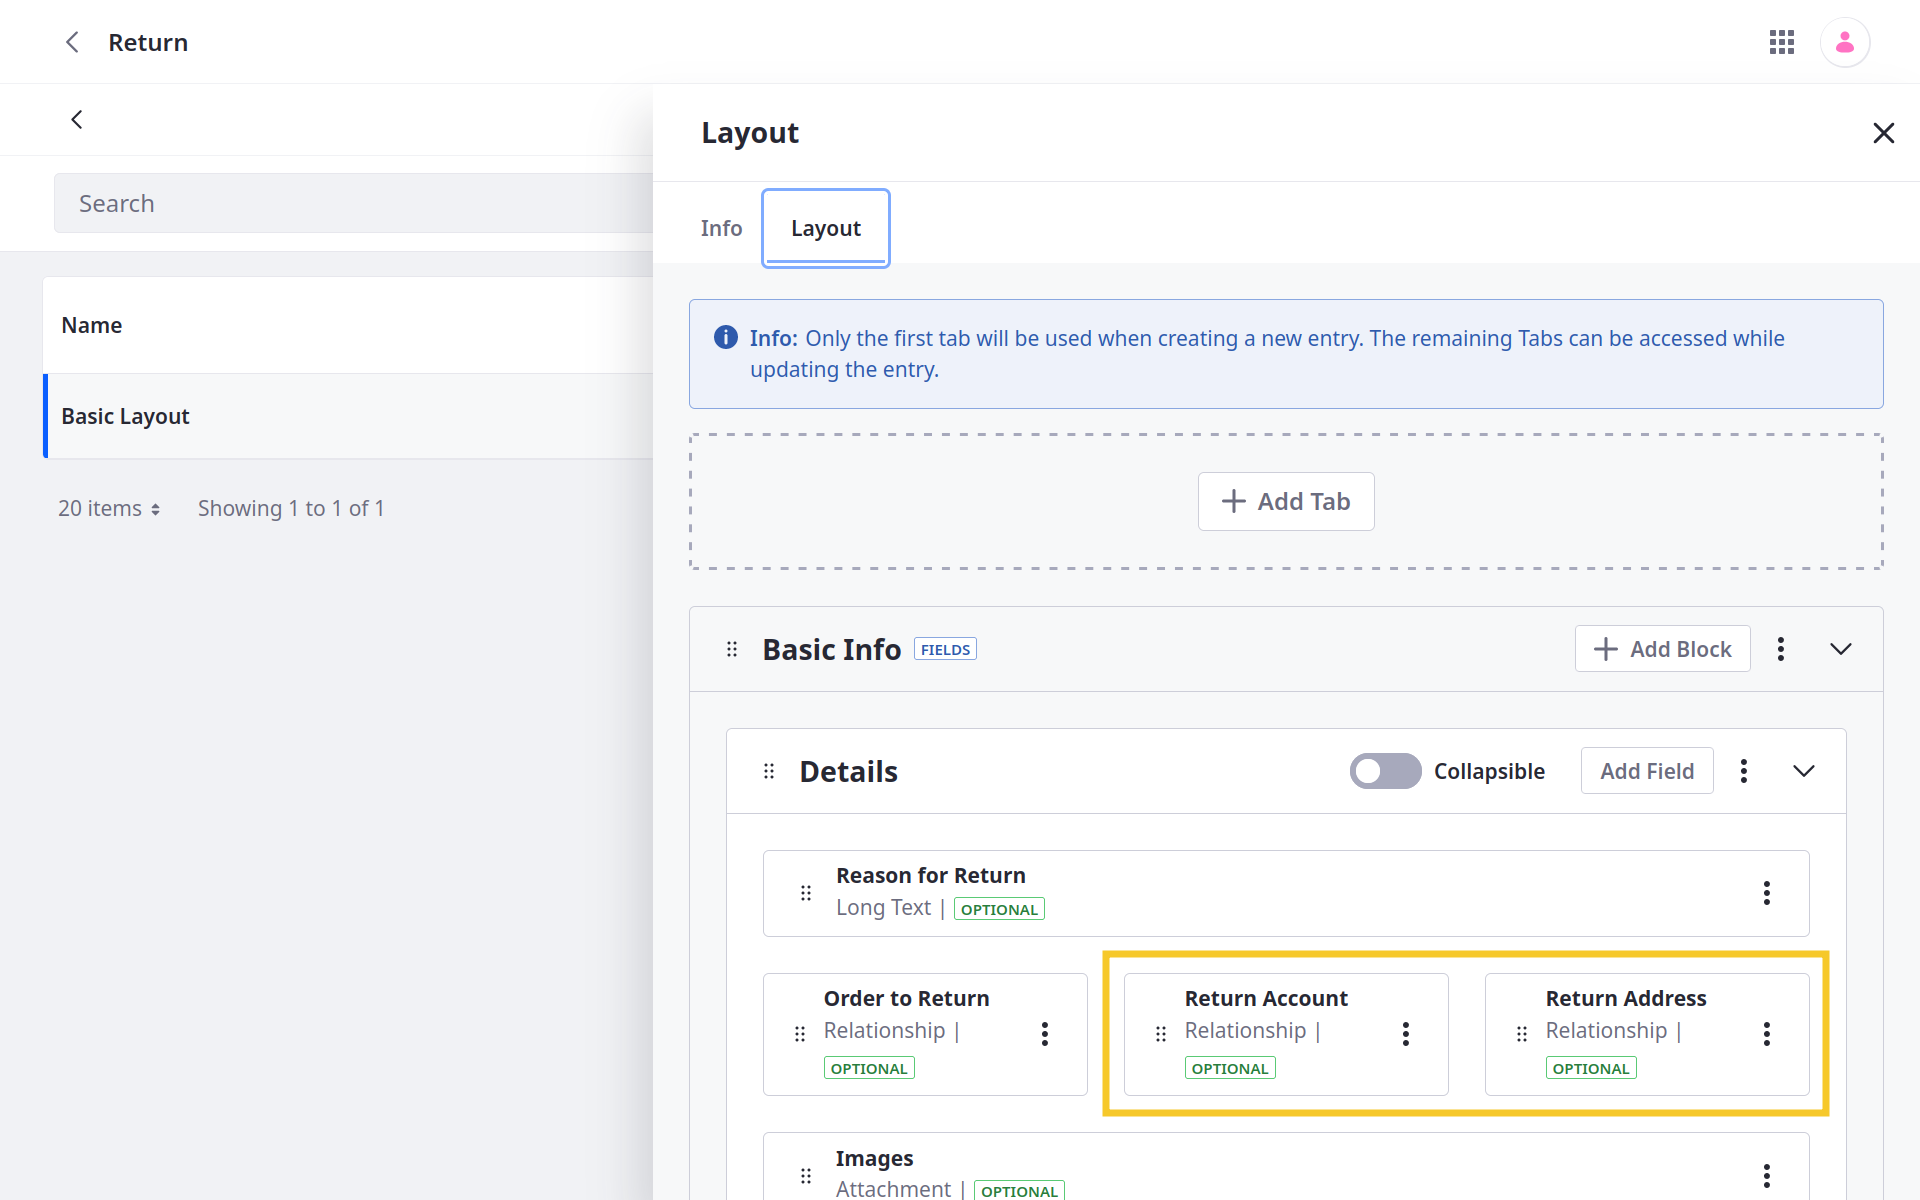 Return
Layout
Search
Info
Layout
Name
Info: Only the first tab will be used when creating a new entry. The remaining Tabs can be accessed while
updating the entry.
Basic Layout
20 items
Showing 1 to 1 of 1
Add Tab
Basic Info
FIELDS
Add Block
Details
Collapsible
Add Field
Reason for Return
Long Text |
OPTIONAL
Order to Return
Relationship |
OPTIONAL
Return Account
Relationship |
OPTIONAL
Return Address
Relationship |
OPTIONAL
Images
Attachment |
OPTIONAL